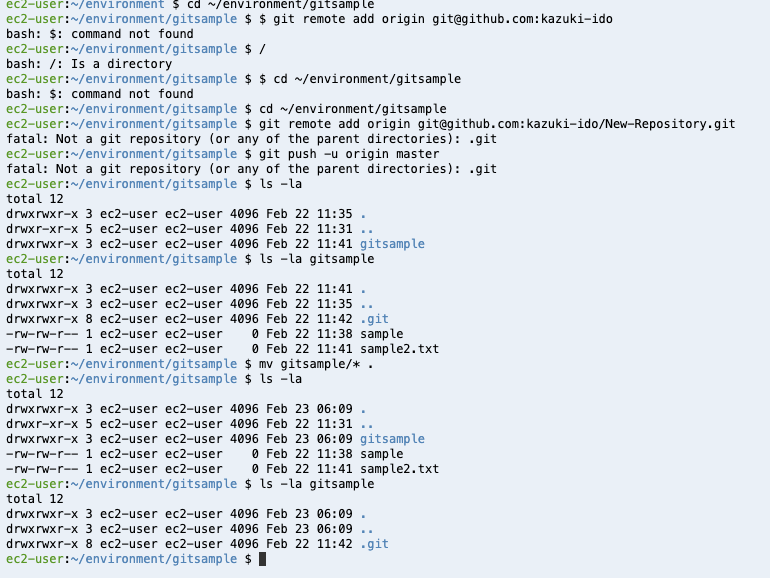 ec2-user:~/environment $ cd ~/environment/gitsample
ec2-user:~/environment/gitsample $ $ git remote add origin git@github.com:kazuki-ido
bash: $: command not found
ec2-user:~/environment/gitsample $ /
bash: /: Is a directory
ec2-user:~/environment/gitsample $ $ cd ~/environment/gitsample
bash: $: command not found
ec2-user:~/environment/gitsample $ cd ~/environment/gitsample
ec2-user:~/environment/gitsample $ git remote add origin git@github.com:kazuki-ido/New-Repository.git
fatal: Not a git repository (or any of the parent directories): .git
ec2-user:~/environment/gitsample $ git push -u origin master
fatal: Not a git repository (or any of the parent directories): .git
ec2-user:~/environment/gitsample $ ls -la
total 12
drwxrwxr-x 3 ec2-user ec2-user 4096 Feb 22 11:35 .
drwxr-xr-x 5 ec2-user ec2-user 4096 Feb 22 11:31 ..
drwxrwxr-x 3 ec2-user ec2-user 4096 Feb 22 11:41 gitsample
ec2-user:~/environment/gitsample $ ls -la gitsample
total 12
drwxrwxr-x 3 ec2-user ec2-user 4096 Feb 22 11:41 .
drwxrwxr-x 3 ec2-user ec2-user 4096 Feb 22 11:35 ..
drwxrwxr-x 8 ec2-user ec2-user 4096 Feb 22 11:42 .git
-rw-rw-r-- 1 ec2-user ec2-user    0 Feb 22 11:38 sample
-rw-rw-r-- 1 ec2-user ec2-user    0 Feb 22 11:41 sample2.txt
ec2-user:~/environment/gitsample $ mv gitsample/* .
ec2-user:~/environment/gitsample $ ls -la
total 12
drwxrwxr-x 3 ec2-user ec2-user 4096 Feb 23 06:09 .
drwxr-xr-x 5 ec2-user ec2-user 4096 Feb 22 11:31 ..
drwxrwxr-x 3 ec2-user ec2-user 4096 Feb 23 06:09 gitsample
-rw-rw-r-- 1 ec2-user ec2-user    0 Feb 22 11:38 sample
-rw-rw-r-- 1 ec2-user ec2-user    0 Feb 22 11:41 sample2.txt
ec2-user:~/environment/gitsample $ ls -la gitsample
total 12
drwxrwxr-x 3 ec2-user ec2-user 4096 Feb 23 06:09 .
drwxrwxr-x 3 ec2-user ec2-user 4096 Feb 23 06:09 ..
drwxrwxr-x 8 ec2-user ec2-user 4096 Feb 22 11:42 .git
ec2-user:~/environment/gitsample $